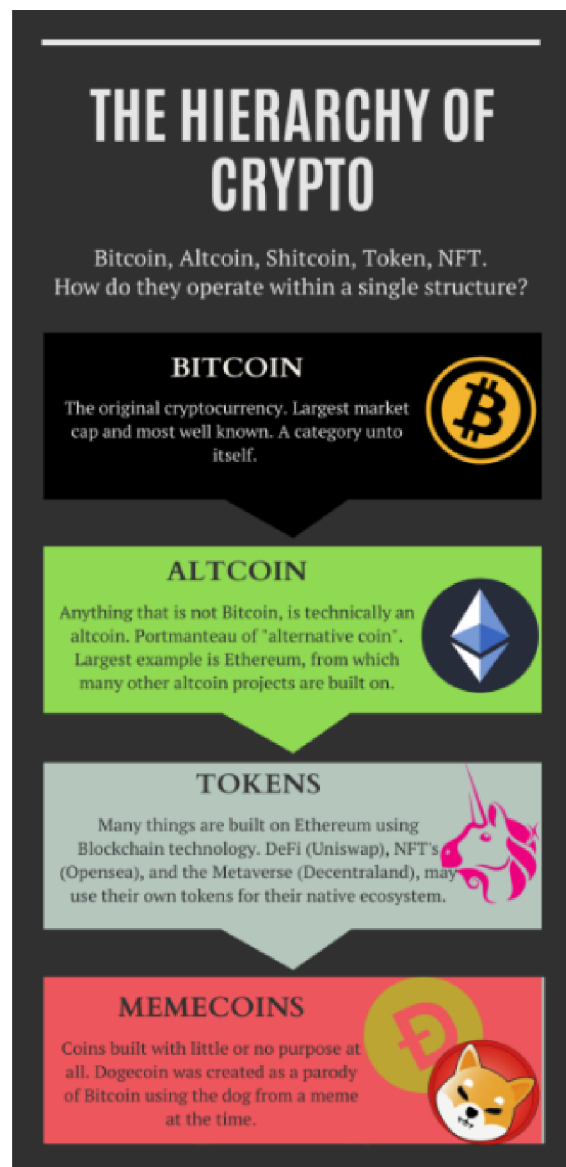 THE HIERARCHY OF
CRYPTO
Bitcoin, Altcoin, Shitcoin, Token, NFT.
How do they operate within a single structure?
BITCOIN
The original cryptocurrency. Largest market
cap and most well known. A category unto
itself.
ALTCOIN
Anything that is not Bitcoin, is technically an
altcoin. Portmanteau of "alternative coin".
Largest example is Ethereum, from which
many other altcoin projects are built on.
TOKENS
Many things are built on Ethereum using
Blockchain technology. DeFi (Uniswap), NFT's
(Opensea), and the Metaverse (Decentraland), may
use their own tokens for their native ecosystem.
MEMECOINS
Coins built with little or no purpose at
all. Dogecoin was created as a parody
of Bitcoin using the dog from a meme
at the time.